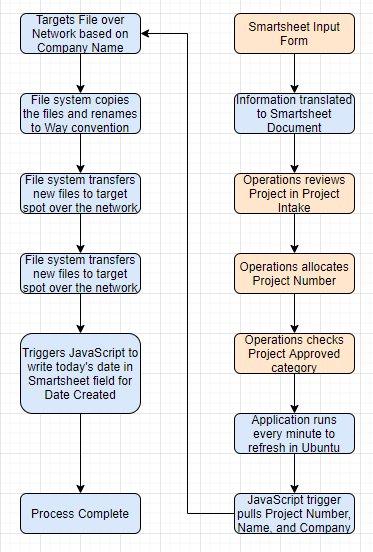 Smartsheet Input
Form
Information translated
to Smartsheet
Document
Operations reviews
Project in Project
Intake
Operations allocates
Project Number
Operations checks
Project Approved
category
Application runs
every minute to
refresh in Ubuntu
JavaScript trigger
pulls Project Number,
Name, and Company
Targets File over
Network based on
Company Name
File system copies
the files and renames
to Way convention
File system transfers
new files to target
spot over the network
File system transfers
new files to target
spot over the network
Triggers JavaScript to
write today's date in
Smartsheet field for
Date Created
Process Complete